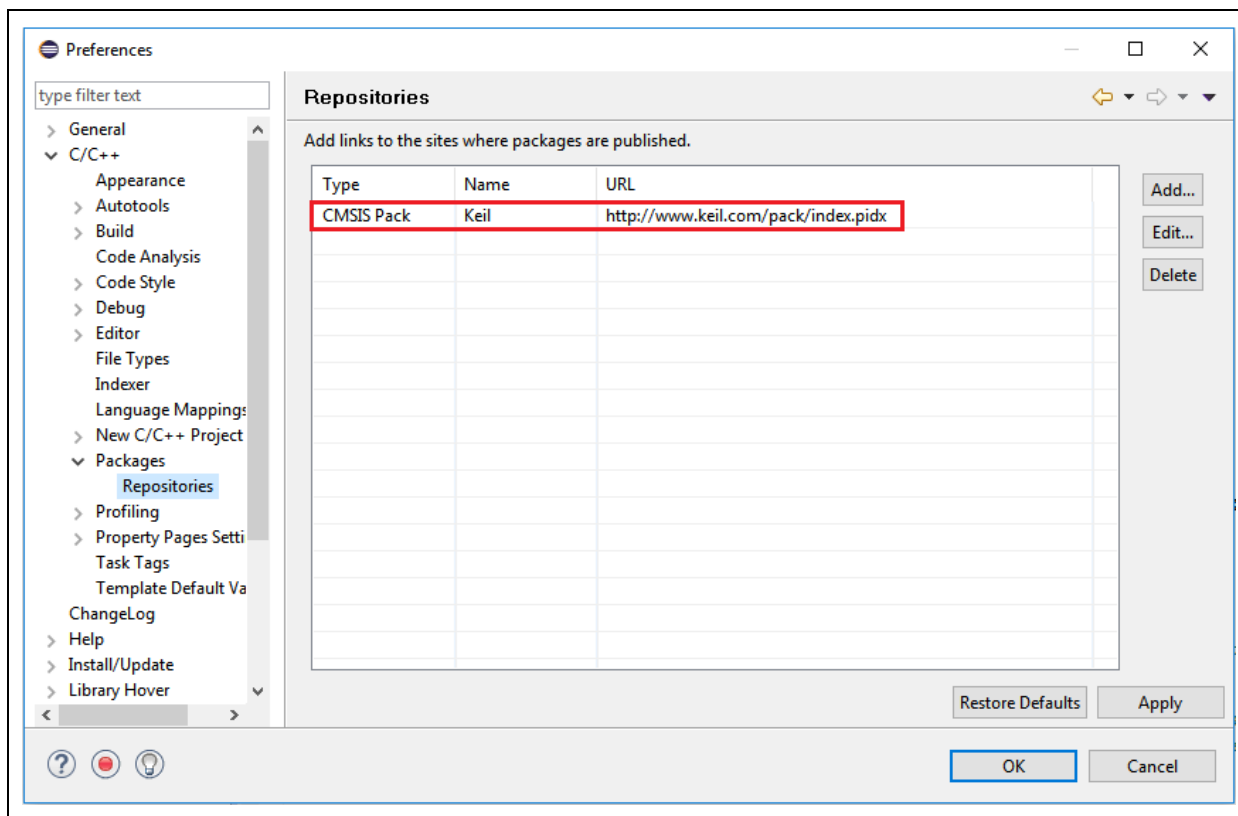 Preferences
type filter text
General
C/C++
Appearance
Autotools
Build
Code Analysis
Code Style
Debug
Editor
File Types
Indexer
Language Mappings
New C/C++ Project
Packages
Repositories
Profiling
Property Pages Setti
Task Tags
Template Default Va
ChangeLog
Help
Install/Update
Library Hover
Repositories
Add links to the sites where packages are published.
Type Name URL
CMSIS Pack Keil http://www.keil.com/pack/index.pidx
Add...
Edit...
Delete
Restore Defaults Apply
OK Cancel